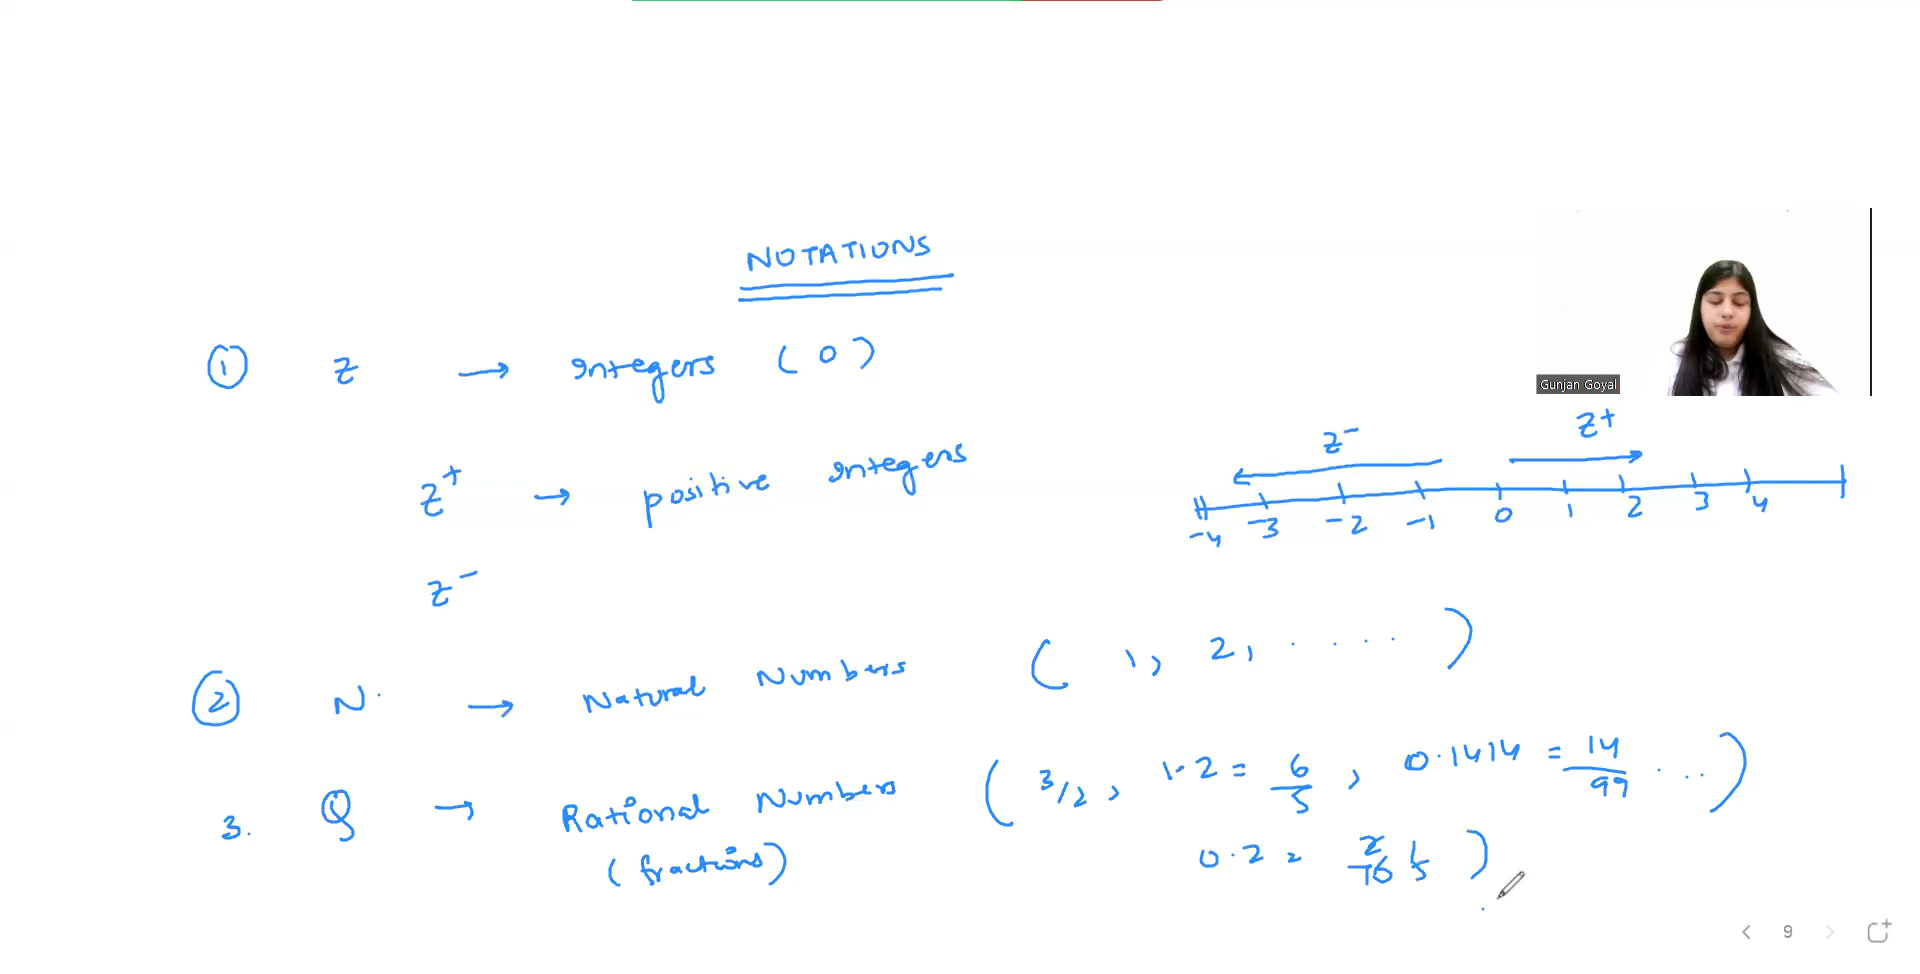 NOTATIONS
① Z → Integers ( 0 )
Gunjan Goyal
Z⁺ → positive Integers
Z⁻ Z⁺
-4 -3 -2 -1 0 1 2 3 4
Z⁻
② N → Natural Numbers ( 1, 2, . . . . )
3. Q → Rational Numbers ( 3/2, 1.2 = 6/5, 0.1414 = 14/99 ... )
(fractions) 0.2 = 2/10 1/5 )
9